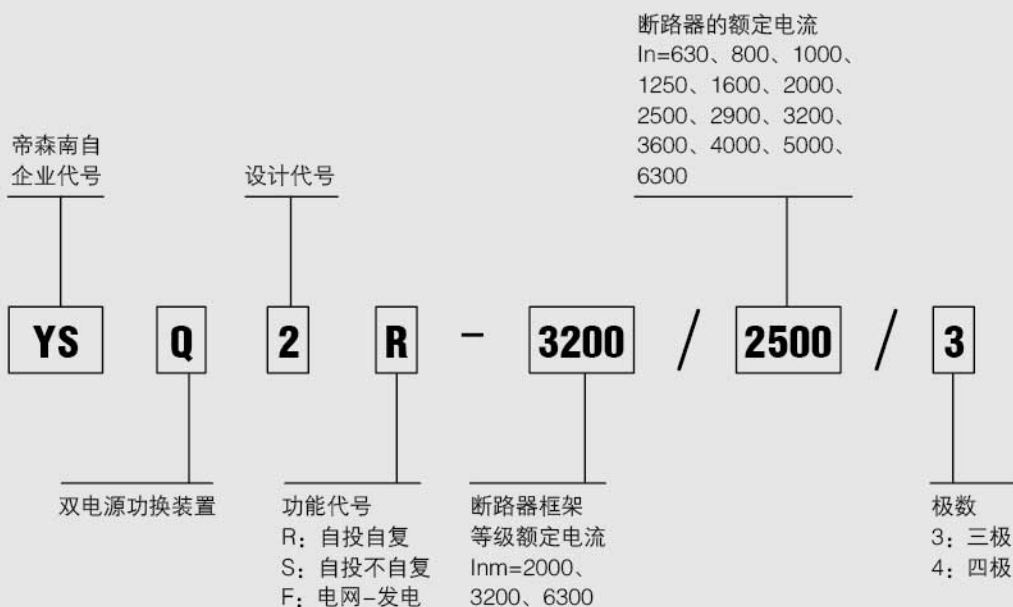 断路器的额定电流
In=630、800、1000、
1250、1600、2000、
2500、2900、3200、
3600、4000、5000、
6300
帝森南自
企业代号
设计代号
YS Q 2 R - 3200 / 2500 / 3
双电源功换装置
功能代号
R：自投自复
S：自投不自复
F：电网-发电
断路器框架
等级额定电流
Inm=2000、
3200、6300
极数
3：三极
4：四极